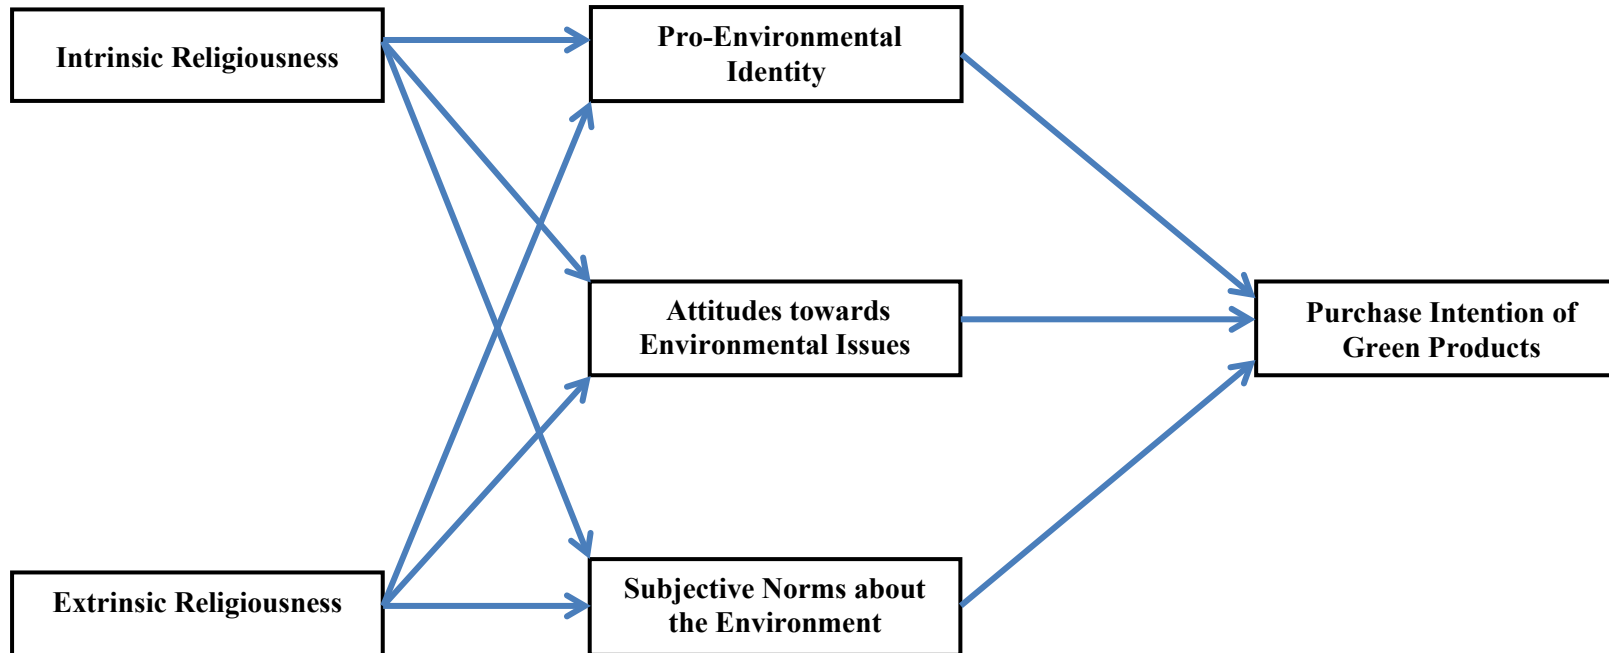 Intrinsic Religiousness
Pro-Environmental
Identity
Attitudes towards
Environmental Issues
Purchase Intention of
Green Products
Extrinsic Religiousness
Subjective Norms about
the Environment